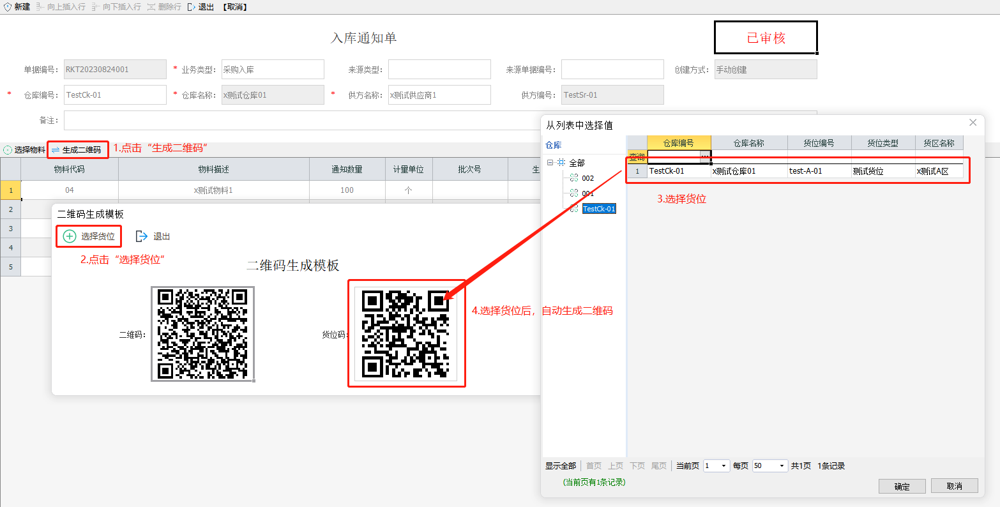 新建 向上插入行 向下插入行 删除行 退出 【取消】
入库通知单
已审核
单据编号: RKT20230824001 * 业务类型: 采购入库 来源类型: 来源单据编号: 创建方式: 手动创建
* 仓库编号: TestCk-01 * 仓库名称: x测试仓库01 * 供方名称: x测试供应商1 供方编号: TestSr-01
备注:
选择物料 生成二维码 1.点击“生成二维码”
物料代码 物料描述 通知数量 计量单位 批次号 生
1 04 x测试物料1 100 个
2
3
4
5
二维码生成模板
选择货位 退出
2.点击“选择货位”
二维码生成模板
二维码: 货位码:
4.选择货位后，自动生成二维码
从列表中选择值
仓库
全部
002
001
TestCk-01
仓库编号 仓库名称 货位编号 货位类型 货区名称
查询 ...
1 TestCk-01 x测试仓库01 test-A-01 测试货位 x测试A区
3.选择货位
显示全部 首页 上页 下页 尾页 当前页 1 每页 50 共1页 1条记录
(当前页有1条记录)
确定 取消